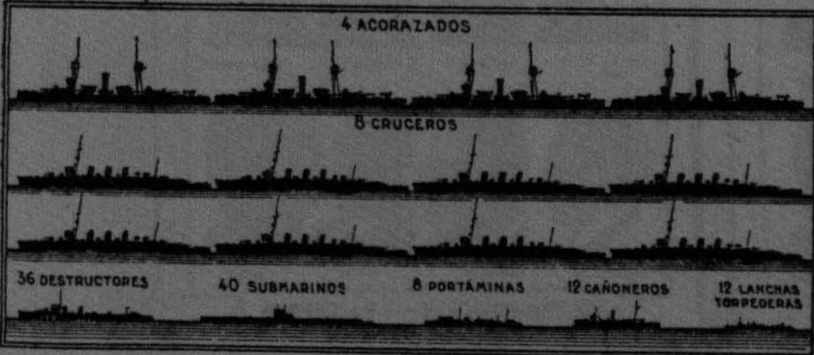 4 ACORAZADOS
8 CRUCEROS
36 DESTRUCTORES 40 SUBMARINOS 8 PORTAMINAS 12 CAÑONEROS 12 LANCHAS
TORPEDERAS